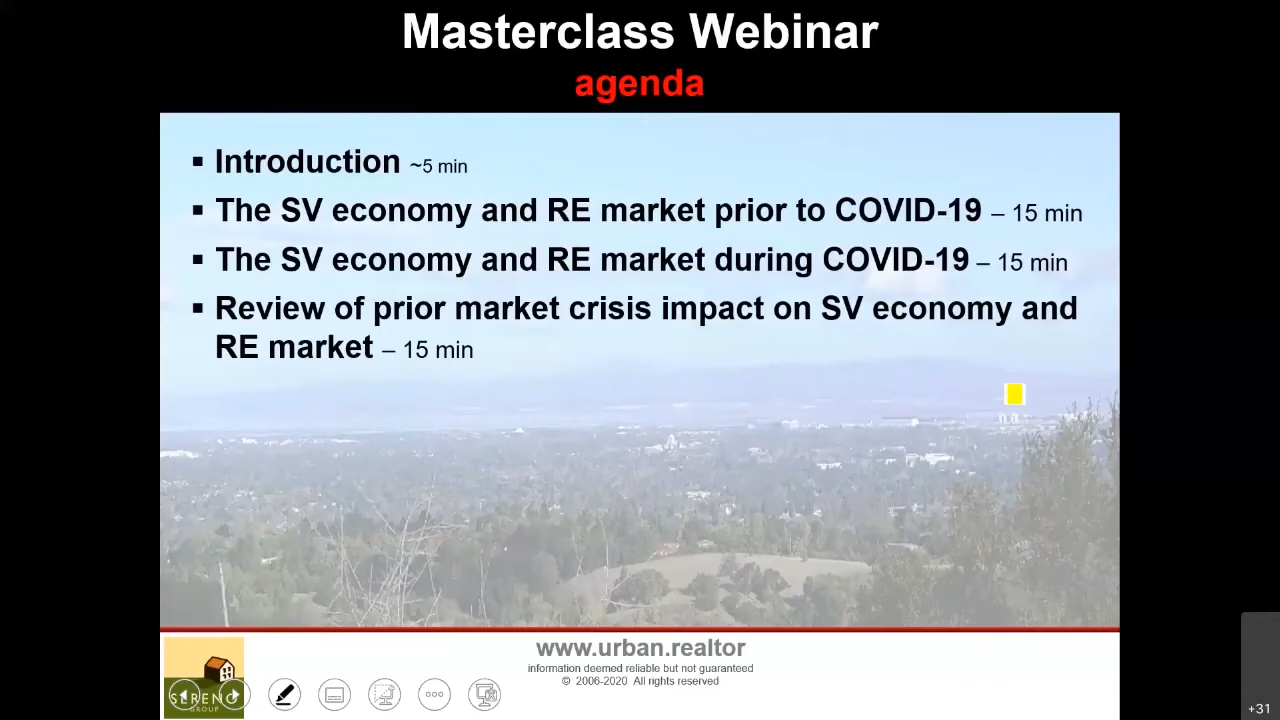 Masterclass Webinar
agenda
▪ Introduction ~5 min
▪ The SV economy and RE market prior to COVID-19 – 15 min
▪ The SV economy and RE market during COVID-19 – 15 min
▪ Review of prior market crisis impact on SV economy and
RE market – 15 min
www.urban.realtor
information deemed reliable but not guaranteed
© 2006-2020 All rights reserved
SERENO
GROUP
+31